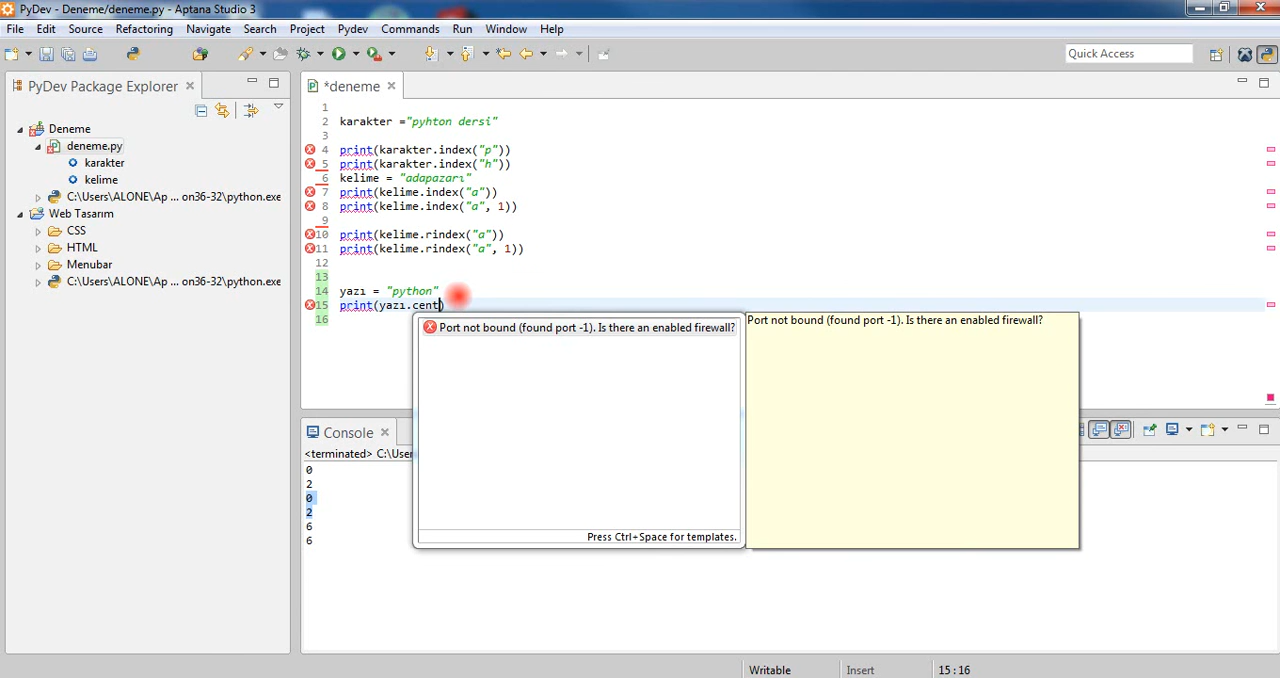 PyDev - Deneme/deneme.py - Aptana Studio 3
File Edit Source Refactoring Navigate Search Project Pydev Commands Run Window Help
Quick Access
PyDev Package Explorer
Deneme
deneme.py
karakter
kelime
C:\Users\ALONE\Ap ... on36-32\python.exe
Web Tasarım
CSS
HTML
Menubar
C:\Users\ALONE\Ap ... on36-32\python.exe
*deneme
1
2 karakter ="pyhton dersi"
3
4 print(karakter.index("p"))
5 print(karakter.index("h"))
6 kelime = "adapazarı"
7 print(kelime.index("a"))
8 print(kelime.index("a", 1))
9
10 print(kelime.rindex("a"))
11 print(kelime.rindex("a", 1))
12
13
14 yazı = "python"
15 print(yazı.cent)
16
Port not bound (found port -1). Is there an enabled firewall?
Press Ctrl+Space for templates.
Port not bound (found port -1). Is there an enabled firewall?
Console
<terminated> C:\User
0
2
0
2
6
6
Writable Insert 15 : 16